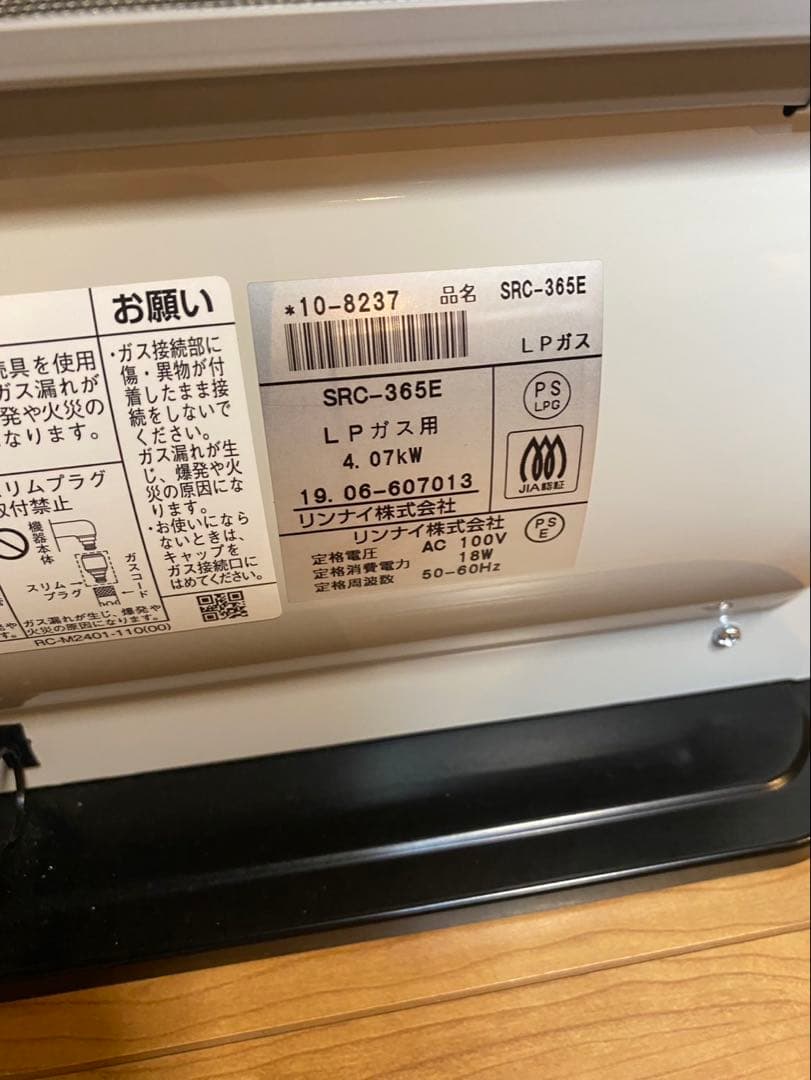 お願い
・ガス接続部に
傷・異物が付
着したまま接
続をしないで
ください。
ガス漏れが生
じ、爆発や火
災の原因にな
ります。
・お使いになら
ないときは、
キャップを
ガス接続口に
はめてください。
続具を使用
ガス漏れが
発や火災の
なります。
スリムプラグ
取付禁止
機器本体
スリム
プラグ
ガスコード
ガス漏れが生じ、爆発や
火災の原因になります。
RC-M2401-110(00)
*10-8237 品名 SRC-365E
LPガス
SRC-365E
LPガス用
4.07kW
19.06-607013
リンナイ株式会社
PS
LPG
JIA認証
リンナイ株式会社
定格電圧 AC 100V
定格消費電力 18W
定格周波数 50-60Hz
PS
E